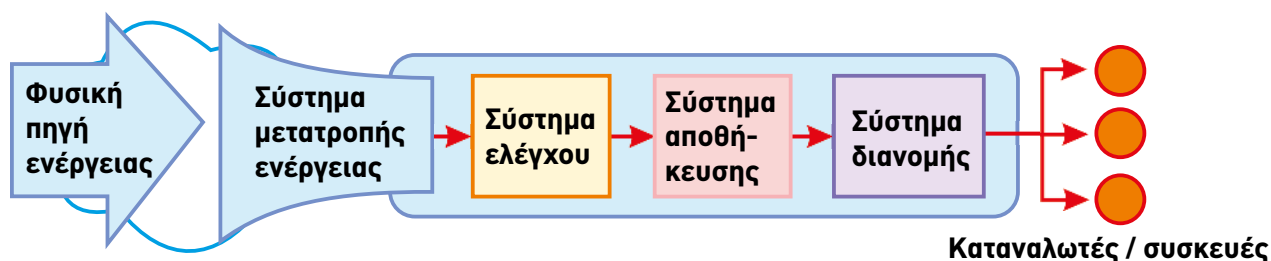 Φυσική
πηγή
ενέργειας
Σύστημα
μετατροπής
ενέργειας
Σύστημα
ελέγχου
Σύστημα
αποθή-
κευσης
Σύστημα
διανομής
Καταναλωτές / συσκευές